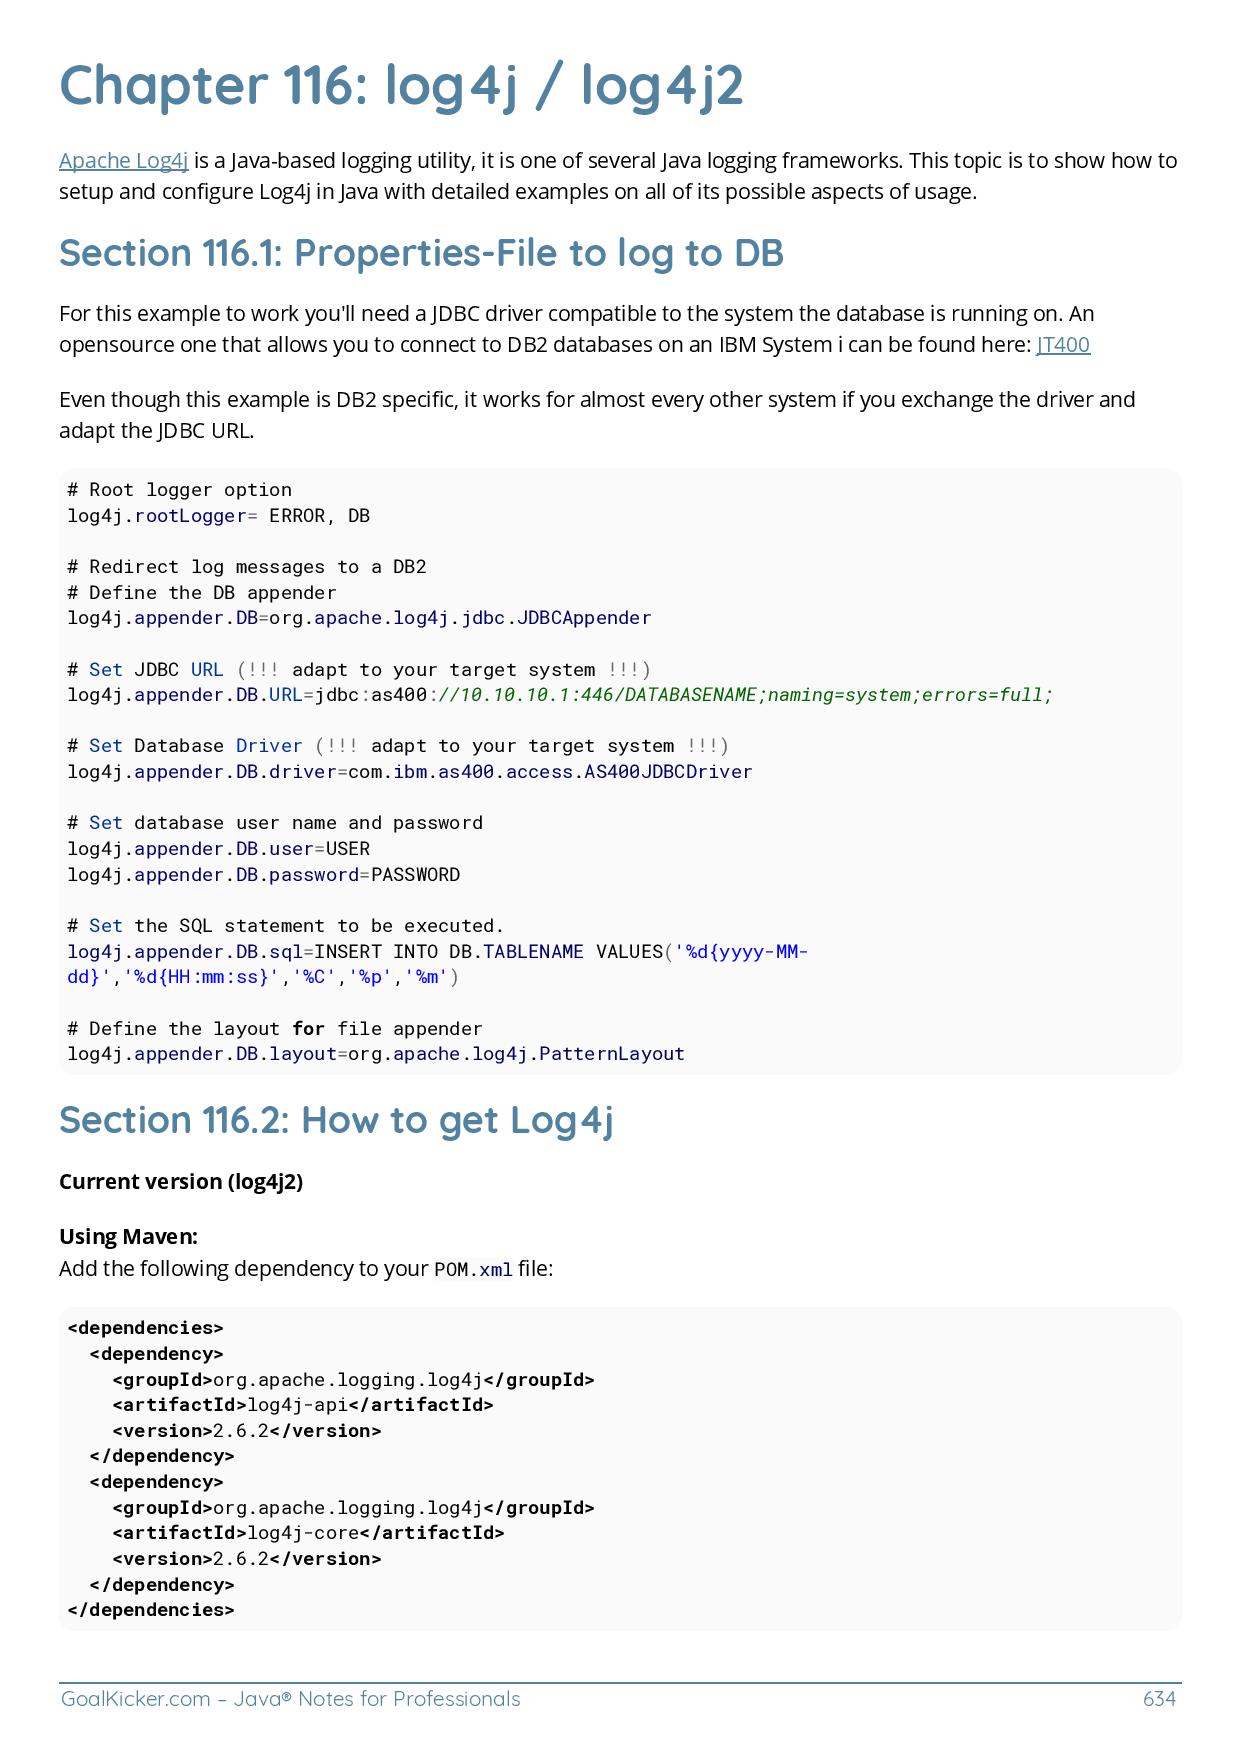 Chapter 116: log4j / log4j2
Apache Log4j is a Java-based logging utility, it is one of several Java logging frameworks. This topic is to show how to
setup and configure Log4j in Java with detailed examples on all of its possible aspects of usage.
Section 116.1: Properties-File to log to DB
For this example to work you'll need a JDBC driver compatible to the system the database is running on. An
opensource one that allows you to connect to DB2 databases on an IBM System i can be found here: JT400
Even though this example is DB2 specific, it works for almost every other system if you exchange the driver and
adapt the JDBC URL.
# Root logger option
log4j.rootLogger= ERROR, DB
# Redirect log messages to a DB2
# Define the DB appender
log4j.appender.DB=org.apache.log4j.jdbc.JDBCAppender
# Set JDBC URL (!!! adapt to your target system !!!)
log4j.appender.DB.URL=jdbc:as400://10.10.10.1:446/DATABASENAME;naming=system;errors=full;
# Set Database Driver (!!! adapt to your target system !!!)
log4j.appender.DB.driver=com.ibm.as400.access.AS400JDBCDriver
# Set database user name and password
log4j.appender.DB.user=USER
log4j.appender.DB.password=PASSWORD
# Set the SQL statement to be executed.
log4j.appender.DB.sql=INSERT INTO DB.TABLENAME VALUES('%d{yyyy-MM-
dd}','%d{HH:mm:ss}','%C','%p','%m')
# Define the layout for file appender
log4j.appender.DB.layout=org.apache.log4j.PatternLayout
Section 116.2: How to get Log4j
Current version (log4j2)
Using Maven:
Add the following dependency to your POM.xml file:
<dependencies>
  <dependency>
    <groupId>org.apache.logging.log4j</groupId>
    <artifactId>log4j-api</artifactId>
    <version>2.6.2</version>
  </dependency>
  <dependency>
    <groupId>org.apache.logging.log4j</groupId>
    <artifactId>log4j-core</artifactId>
    <version>2.6.2</version>
  </dependency>
</dependencies>
GoalKicker.com – Java® Notes for Professionals
634